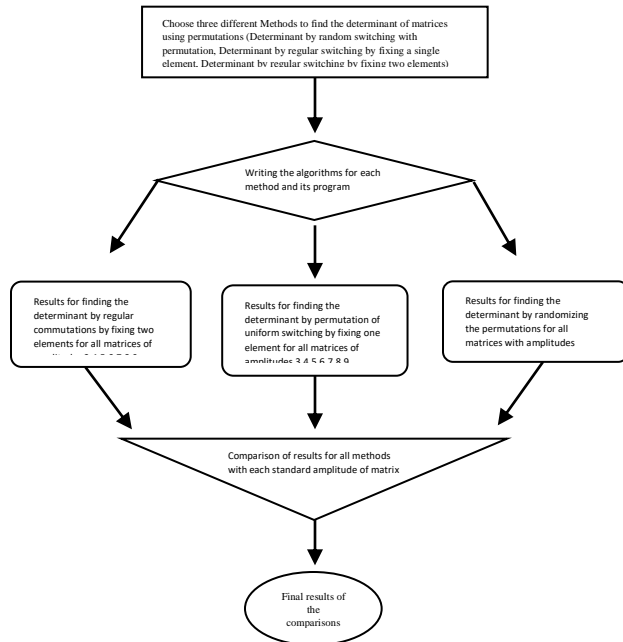 Choose three different Methods to find the determinant of matrices
using permutations (Determinant by random switching with
permutation, Determinant by regular switching by fixing a single
element, Determinant by regular switching by fixing two elements)
Writing the algorithms for each
method and its program
Results for finding the
determinant by regular
commutations by fixing two
elements for all matrices of
Results for finding the
determinant by permutation of
uniform switching by fixing one
element for all matrices of
amplitudes 3,4,5,6,7,8,9
Results for finding the
determinant by randomizing
the permutations for all
matrices with amplitudes
Comparison of results for all methods
with each standard amplitude of matrix
Final results of
the
comparisons